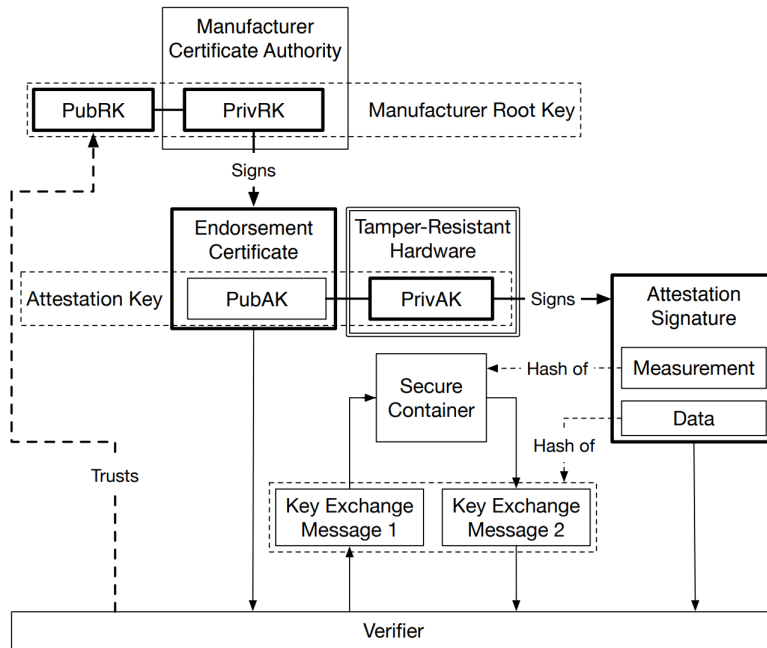 Manufacturer
Certificate Authority
PubRK
PrivRK
Manufacturer Root Key
Signs
Endorsement
Certificate
Tamper-Resistant
Hardware
Attestation Key
PubAK
PrivAK
Signs
Attestation
Signature
Measurement
Data
Hash of
Secure
Container
Hash of
Trusts
Key Exchange
Message 1
Key Exchange
Message 2
Verifier